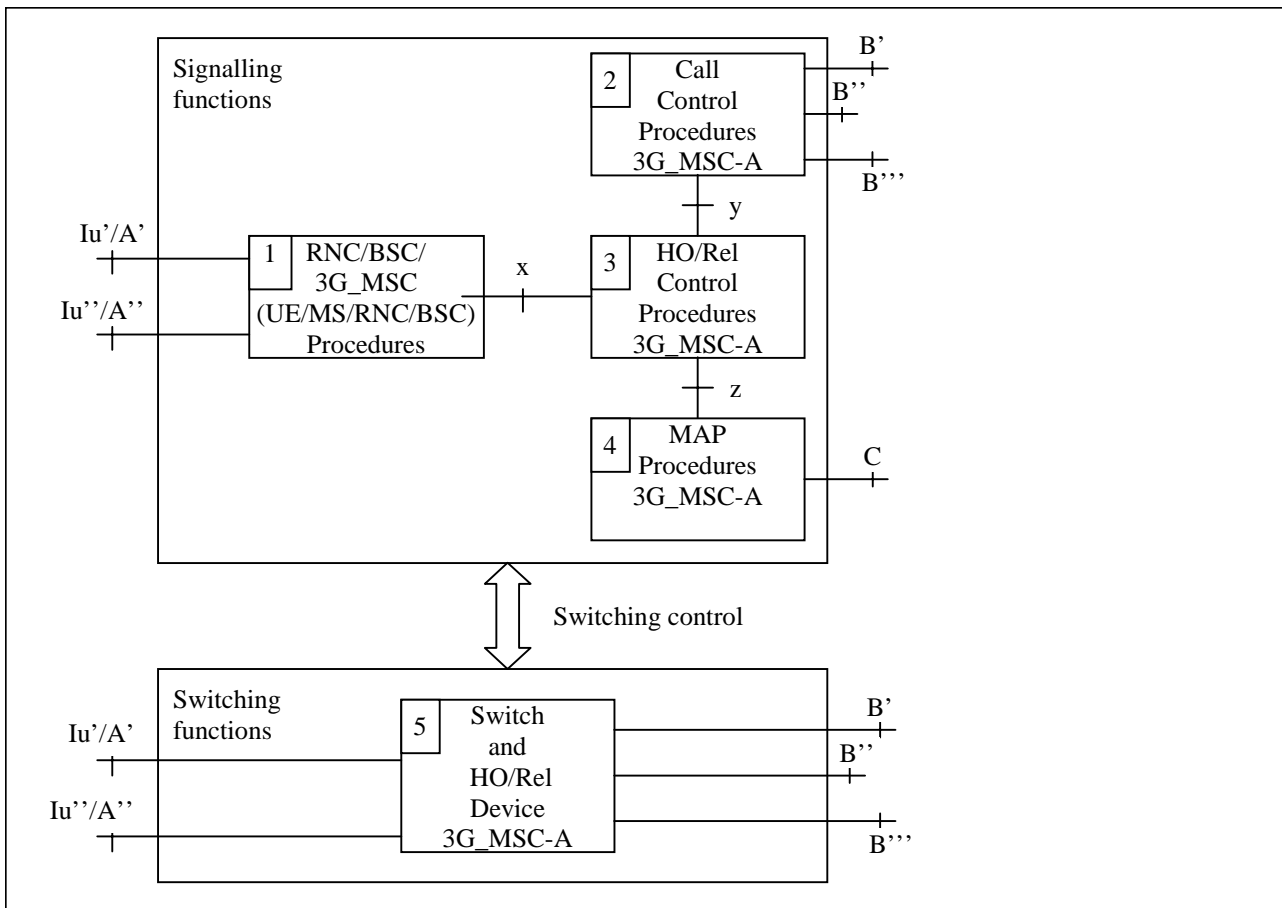 Signalling
functions
2
Call
Control
Procedures
3G_MSC-A
B'
B''
B'''
y
Iu'/A'
Iu''/A''
1
RNC/BSC/
3G_MSC
(UE/MS/RNC/BSC)
Procedures
x
3
HO/Rel
Control
Procedures
3G_MSC-A
z
4
MAP
Procedures
3G_MSC-A
C
Switching control
Switching
functions
Iu'/A'
Iu''/A''
5
Switch
and
HO/Rel
Device
3G_MSC-A
B'
B''
B'''